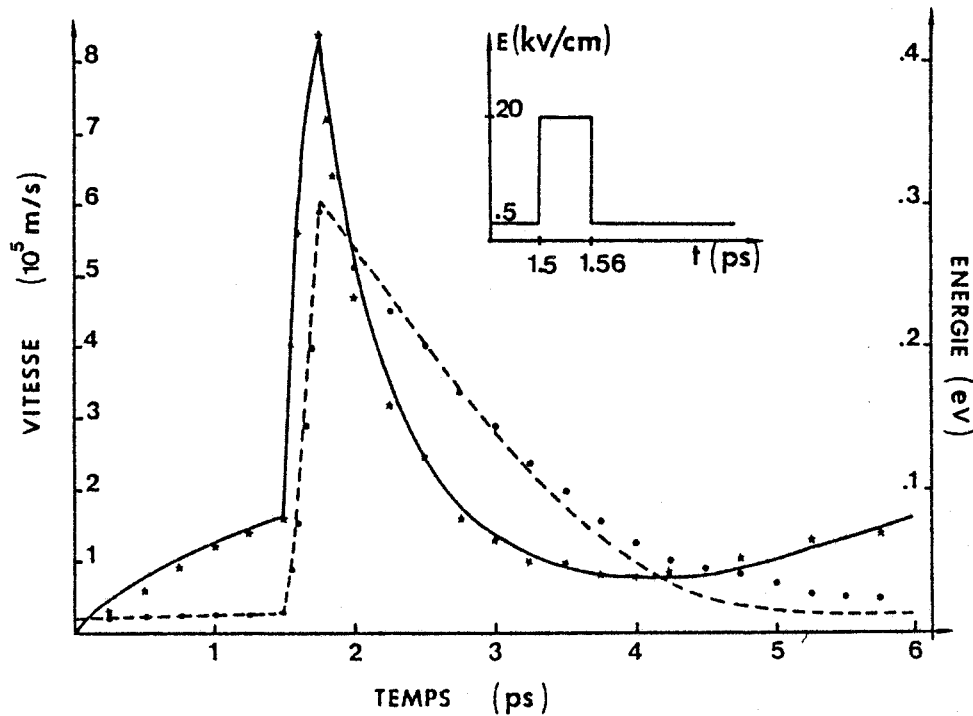 E (kv/cm)
.20
.5
1.5 1.56 t (ps)
.8
7
6
5
4
3
2
1
VITESSE (10⁵ m/s)
.4
.3
.2
.1
ENERGIE (eV)
1 2 3 4 5 6
TEMPS (ps)